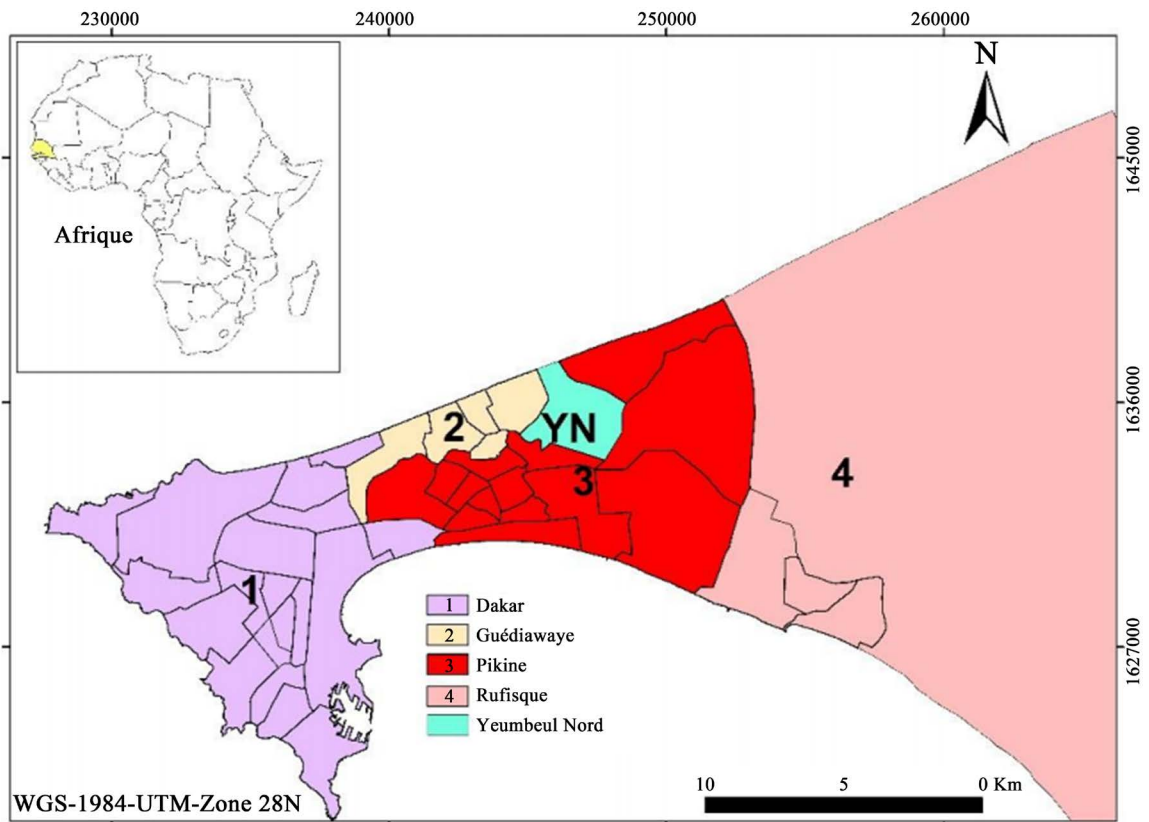 230000 240000 250000 260000
N
1645000
Afrique
1636000
2 YN
3
4
1
1 Dakar
2 Guédiawaye
3 Pikine
1627000
4 Rufisque
Yeumbeul Nord
10 5 0 Km
WGS-1984-UTM-Zone 28N